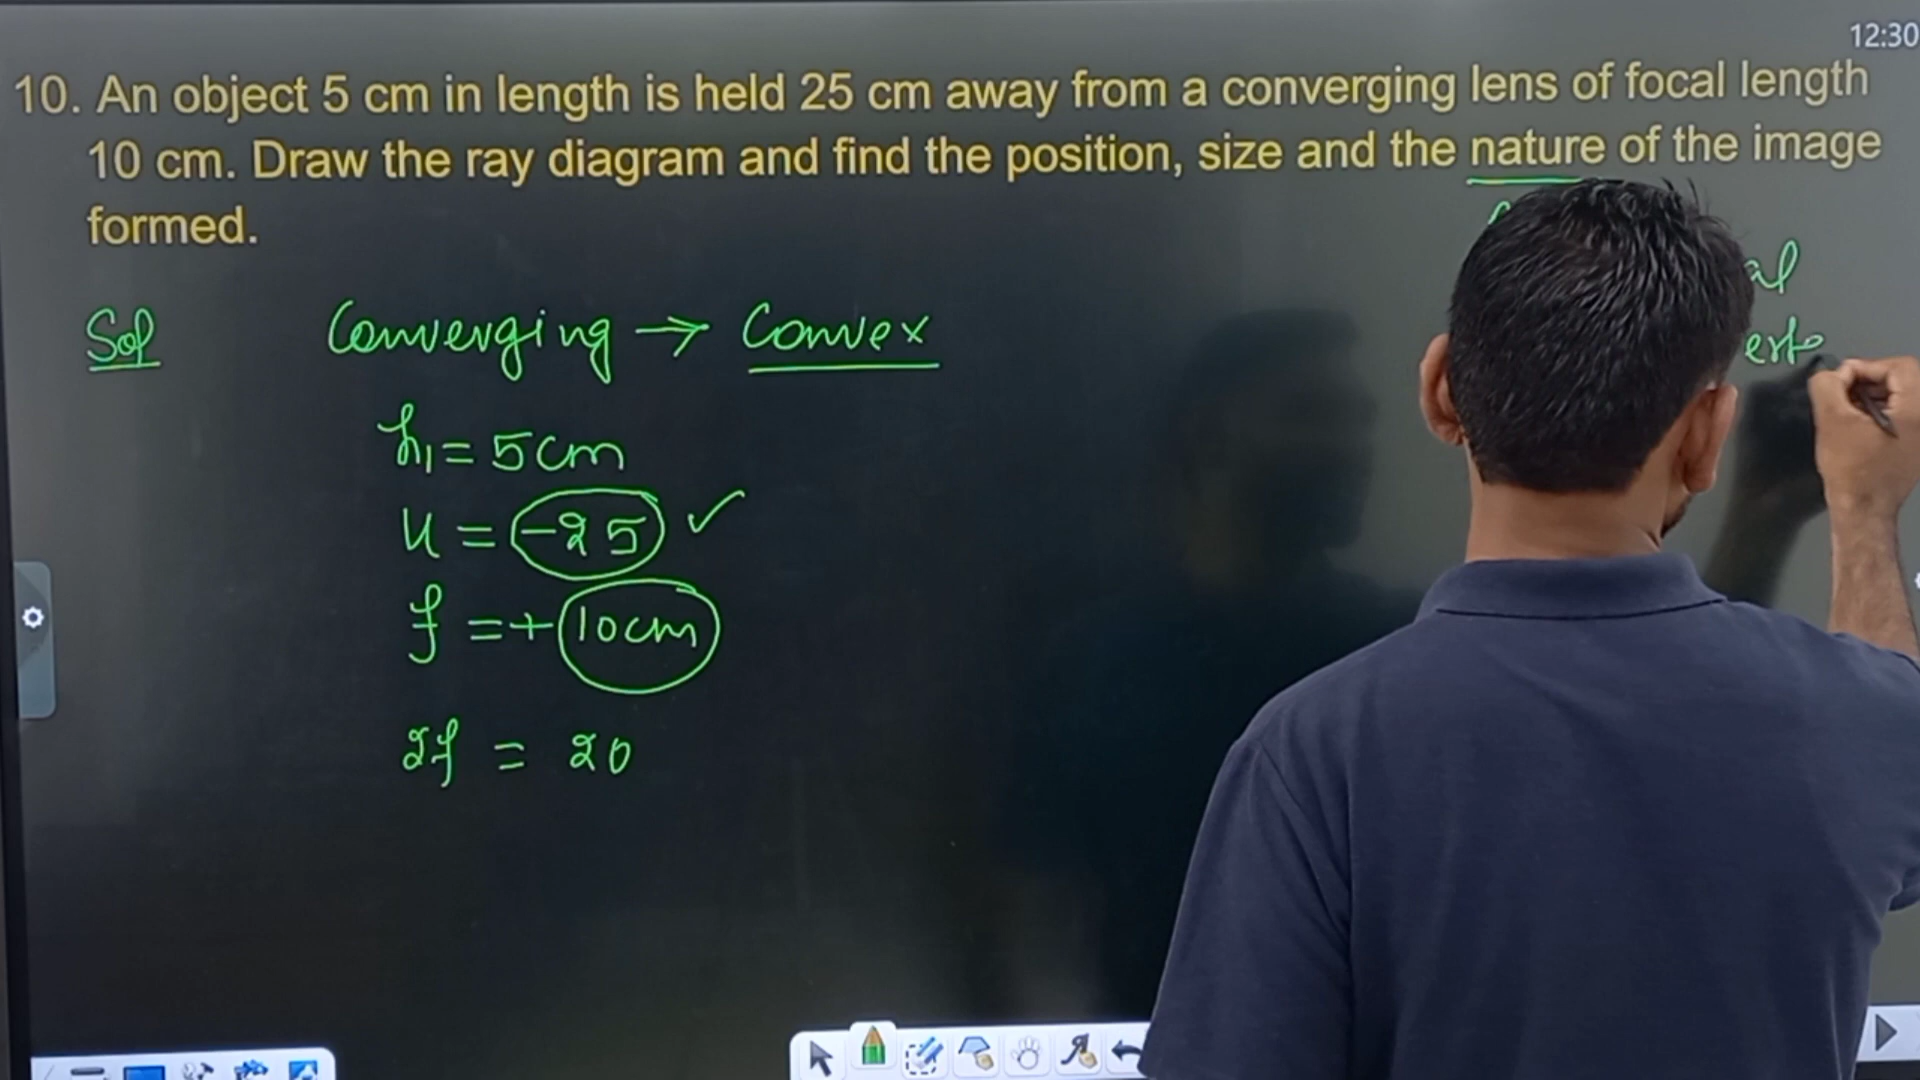 12:30
10. An object 5 cm in length is held 25 cm away from a converging lens of focal length
10 cm. Draw the ray diagram and find the position, size and the nature of the image
formed.
Sol Converging → Convex
h₁ = 5cm
u = -25 ✓
f = + 10cm
2f = 20